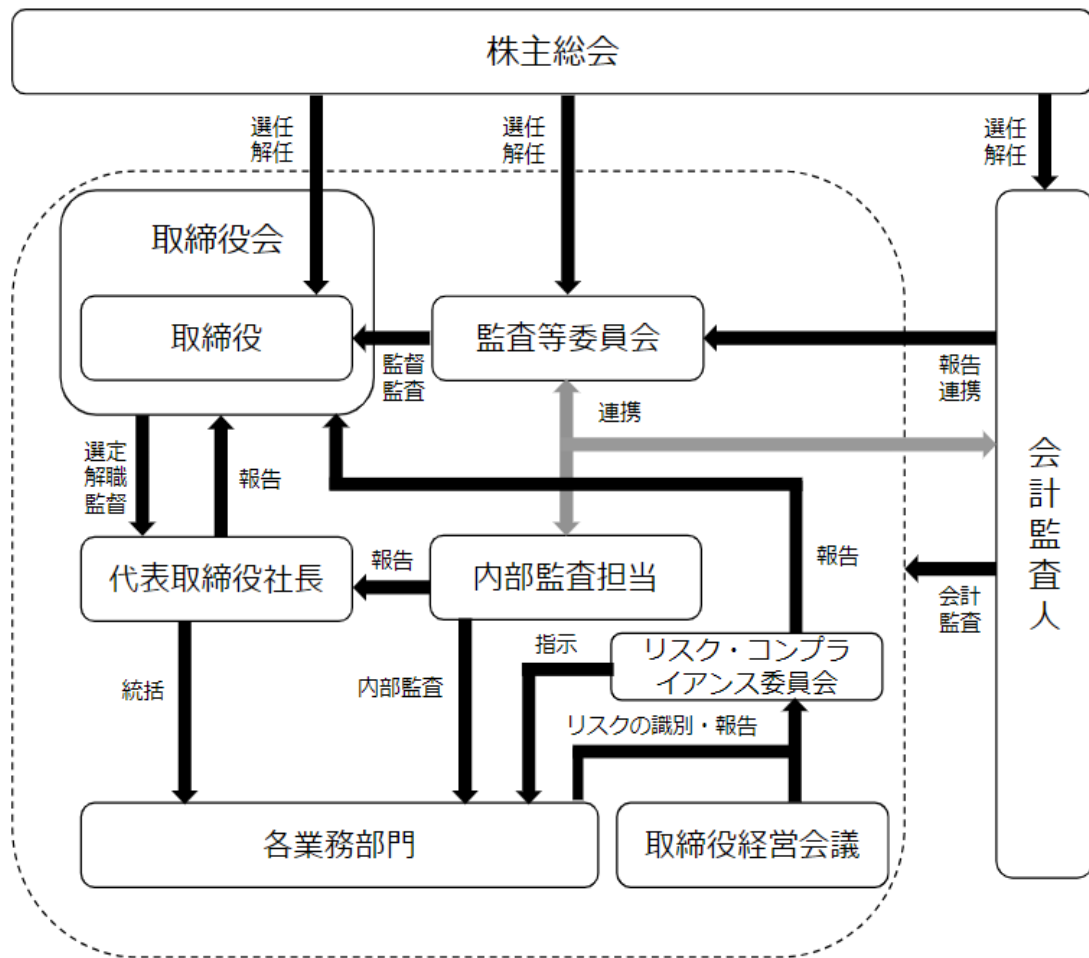 株主総会
選任
解任
選任
解任
選任
解任
取締役会
取締役
監査等委員会
監督
監査
報告
連携
連携
選定
解職
監督
報告
会計監査人
代表取締役社長
報告
内部監査担当
報告
会計
監査
統括
内部監査
指示
リスク・コンプラ
イアンス委員会
リスクの識別・報告
各業務部門
取締役経営会議